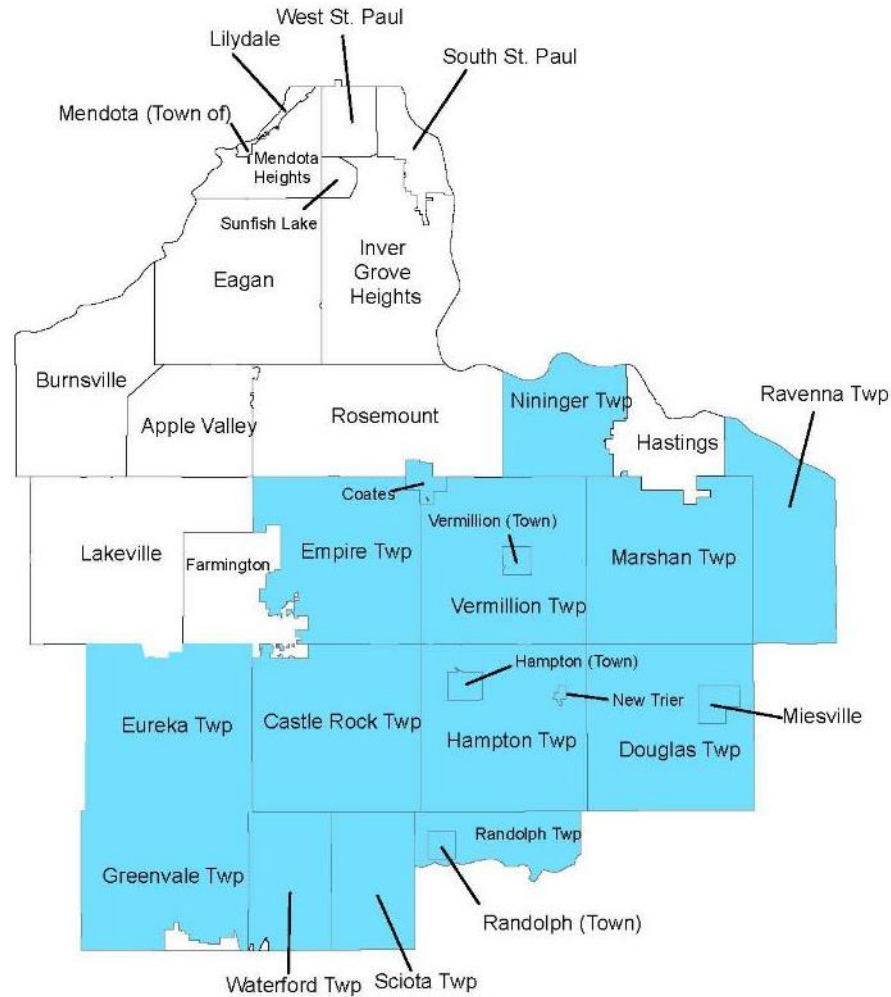 West St. Paul
Lilydale
South St. Paul
Mendota (Town of)
Mendota
Heights
Sunfish Lake
Inver
Grove
Heights
Eagan
Burnsville
Apple Valley
Rosemount
Nininger Twp
Ravenna Twp
Hastings
Coates
Vermillion (Town)
Lakeville
Farmington
Empire Twp
Marshan Twp
Vermillion Twp
Hampton (Town)
New Trier
Eureka Twp
Castle Rock Twp
Hampton Twp
Douglas Twp
Miesville
Randolph Twp
Greenvale Twp
Randolph (Town)
Waterford Twp
Sciota Twp